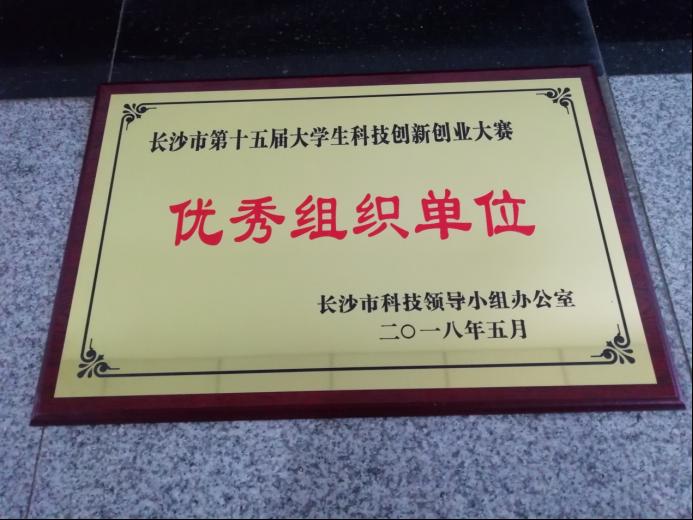 长沙市第十五届大学生科技创新创业大赛
优秀组织单位
长沙市科技领导小组办公室
二〇一八年五月